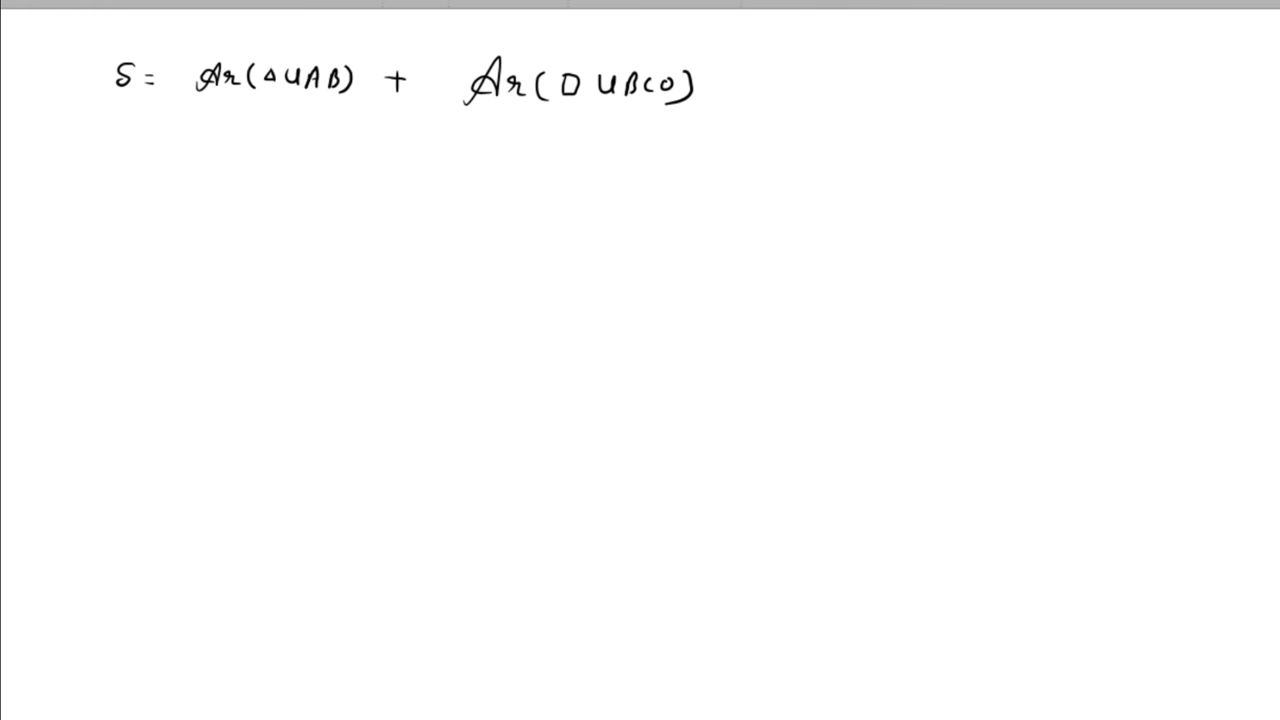 S = Ar(△UAB) + Ar(□UBCO)